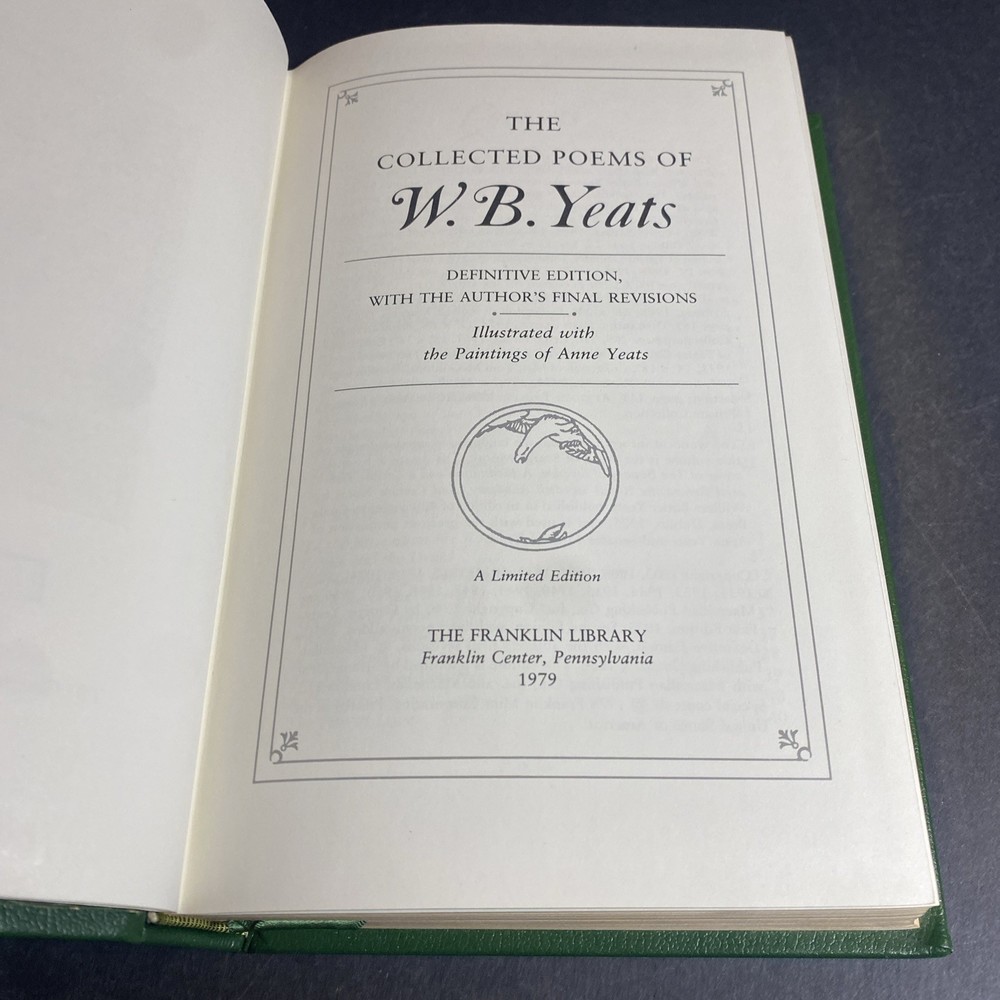 THE
COLLECTED POEMS OF
W. B. Yeats
DEFINITIVE EDITION,
WITH THE AUTHOR'S FINAL REVISIONS
Illustrated with
the Paintings of Anne Yeats
A Limited Edition
THE FRANKLIN LIBRARY
Franklin Center, Pennsylvania
1979